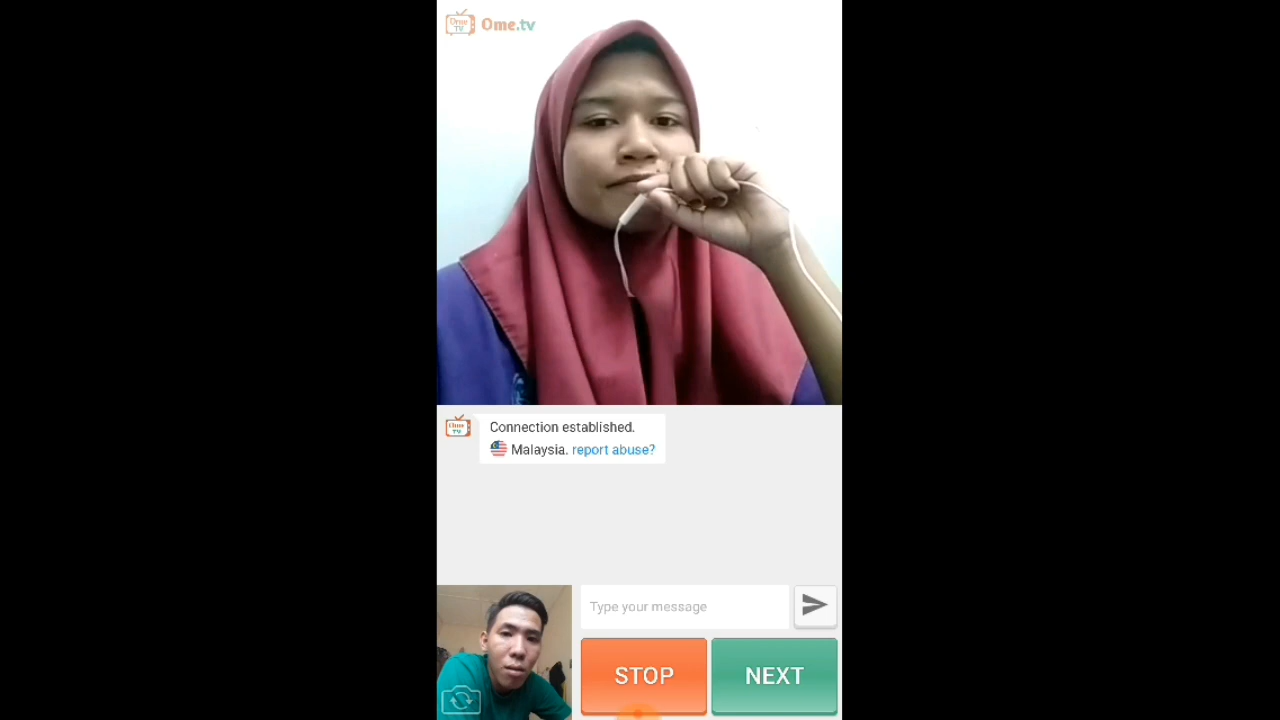 Ome.tv
Connection established.
Malaysia. report abuse?
Type your message
STOP
NEXT